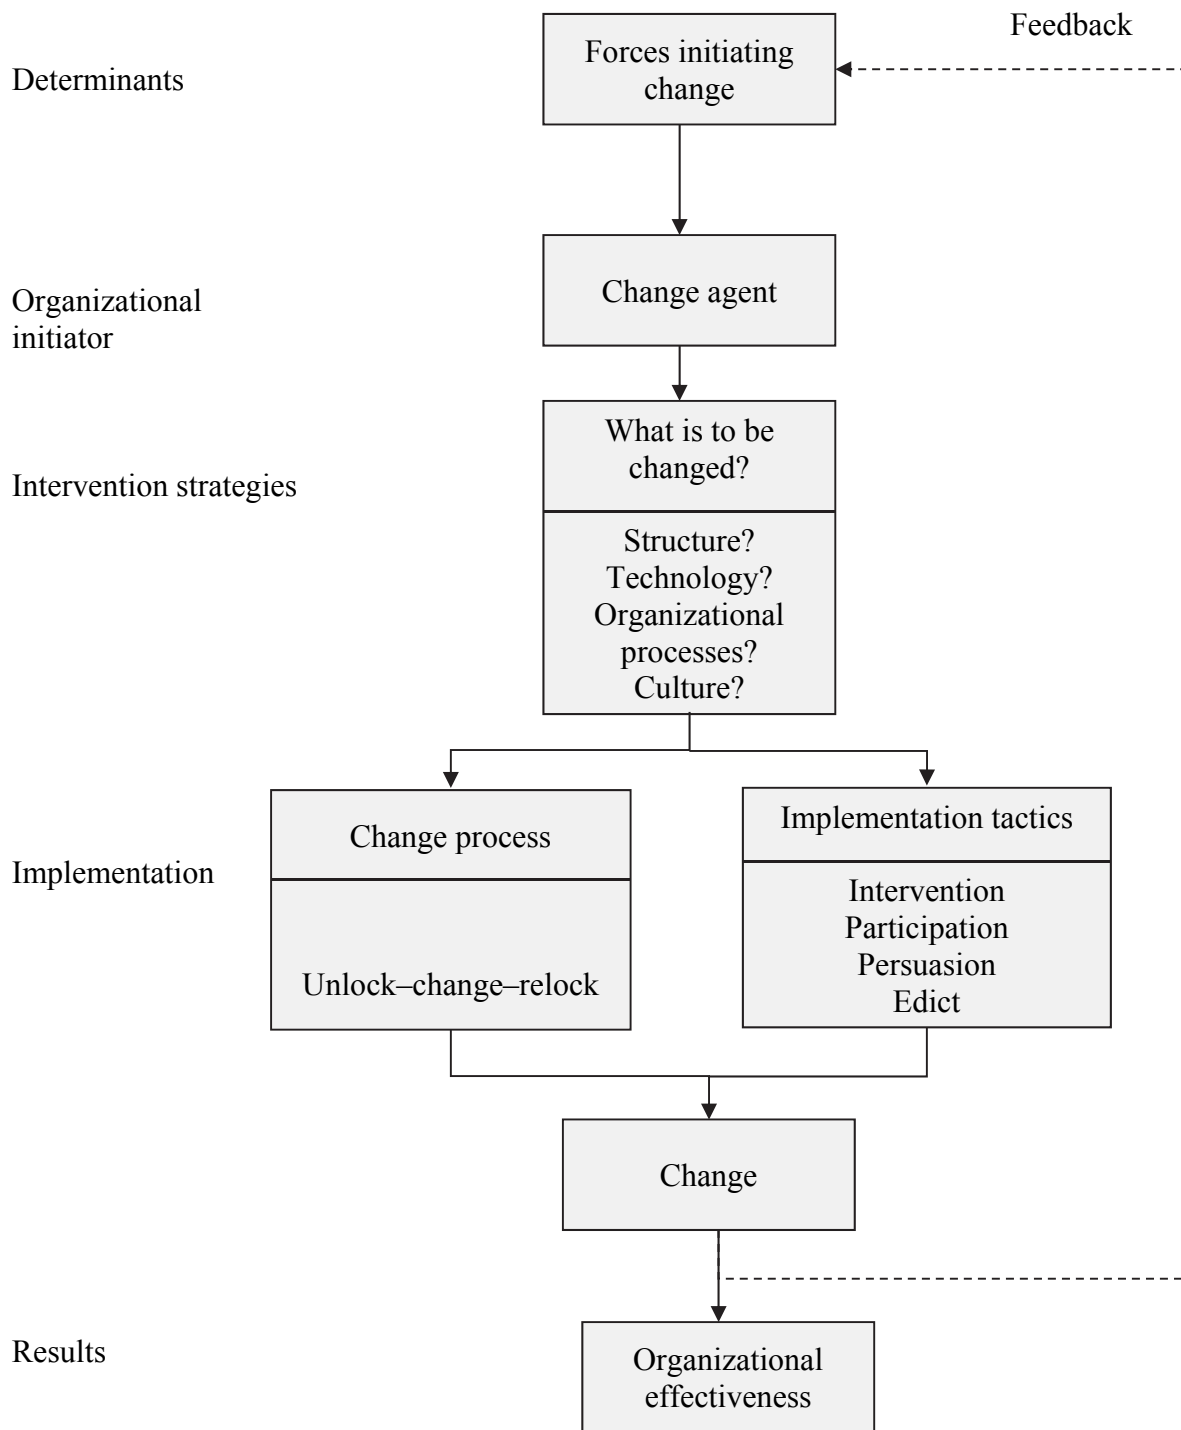 Feedback
Forces initiating
change
Determinants
Change agent
Organizational
initiator
What is to be
changed?
Intervention strategies
Structure?
Technology?
Organizational
processes?
Culture?
Change process
Implementation tactics
Implementation
Unlock–change–relock
Intervention
Participation
Persuasion
Edict
Change
Results
Organizational
effectiveness